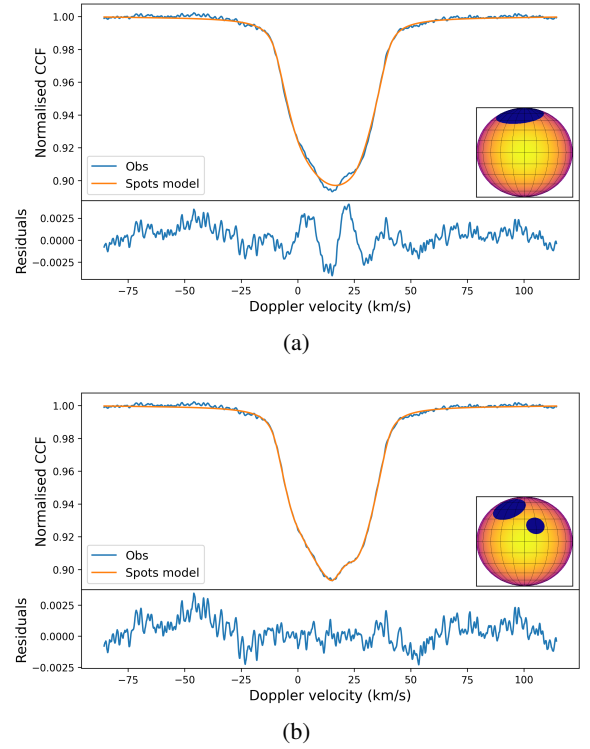 1.00
0.98
0.96
0.94
0.92
0.90
Normalised CCF
Obs
Spots model
0.0025
0.0000
−0.0025
Residuals
−75 −50 −25 0 25 50 75 100
Doppler velocity (km/s)
(a)
1.00
0.98
0.96
0.94
0.92
0.90
Normalised CCF
Obs
Spots model
0.0025
0.0000
−0.0025
Residuals
−75 −50 −25 0 25 50 75 100
Doppler velocity (km/s)
(b)